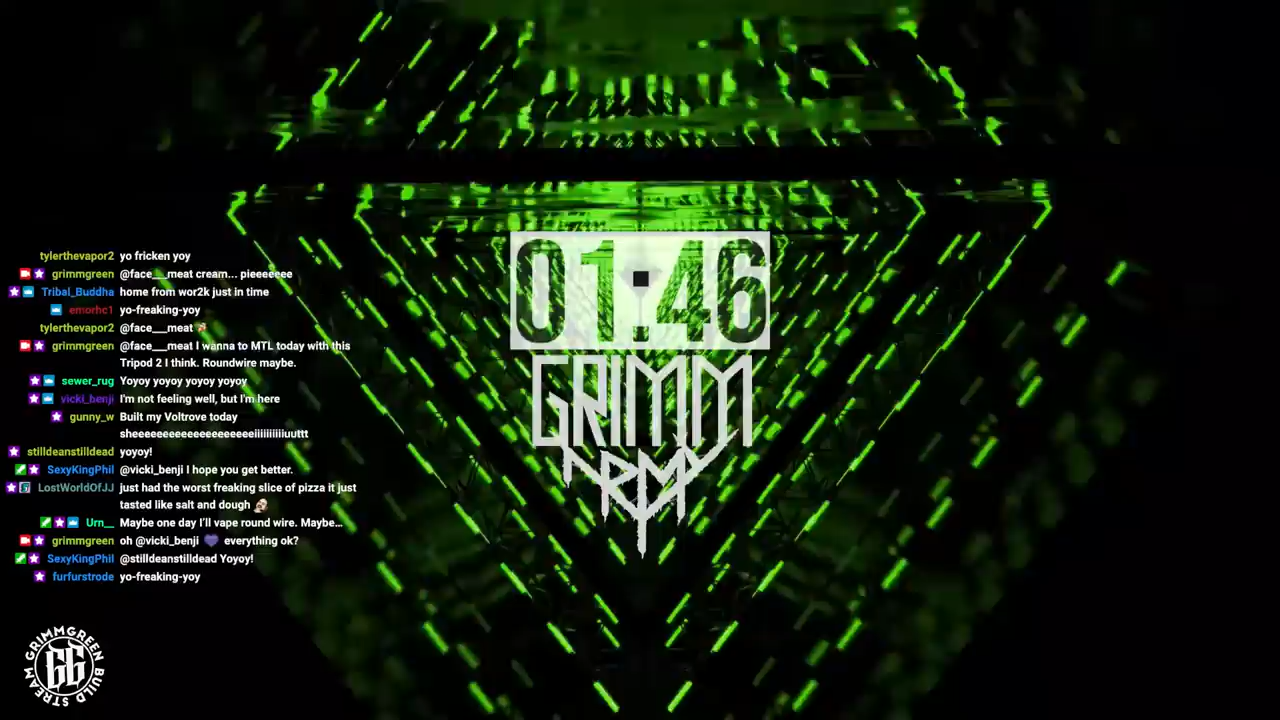 01:46
GRIMM
ARMY
tylerthevapor2 yo fricken yoy
grimmgreen @face__meat cream... pieeeeeee
Tribal_Buddha home from wor2k just in time
emorhc1 yo-freaking-yoy
tylerthevapor2 @face__meat
grimmgreen @face__meat I wanna to MTL today with this
Tripod 2 I think. Roundwire maybe.
sewer_rug Yoyoy yoyoy yoyoy yoyoy
vicki_benji I'm not feeling well, but I'm here
gunny_w Built my Voltrove today
sheeeeeeeeeeeeeeeeeeeeiiiiiiiiiiuuttt
stilldeanstilldead yoyoy!
SexyKingPhil @vicki_benji I hope you get better.
LostWorldOfJJ just had the worst freaking slice of pizza it just
tasted like salt and dough
Urn__ Maybe one day I'll vape round wire. Maybe…
grimmgreen oh @vicki_benji 💜 everything ok?
SexyKingPhil @stilldeanstilldead Yoyoy!
furfurstrode yo-freaking-yoy
GRIMMGREEN BUILD STREAM
GG